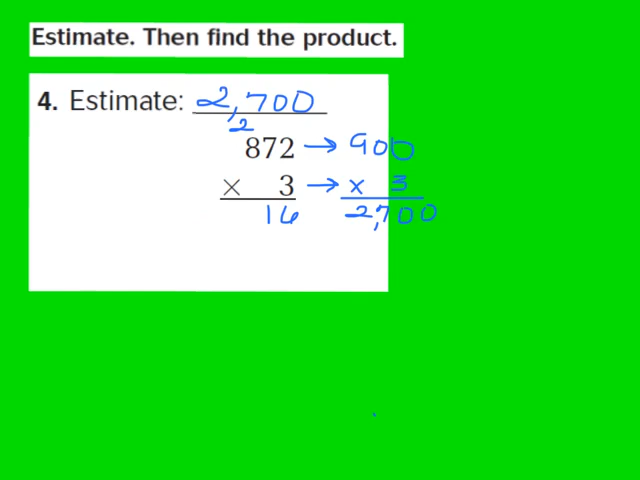 Estimate. Then find the product.
4. Estimate: 2,700
2
872 → 900
× 3 → x 3
16 2,700